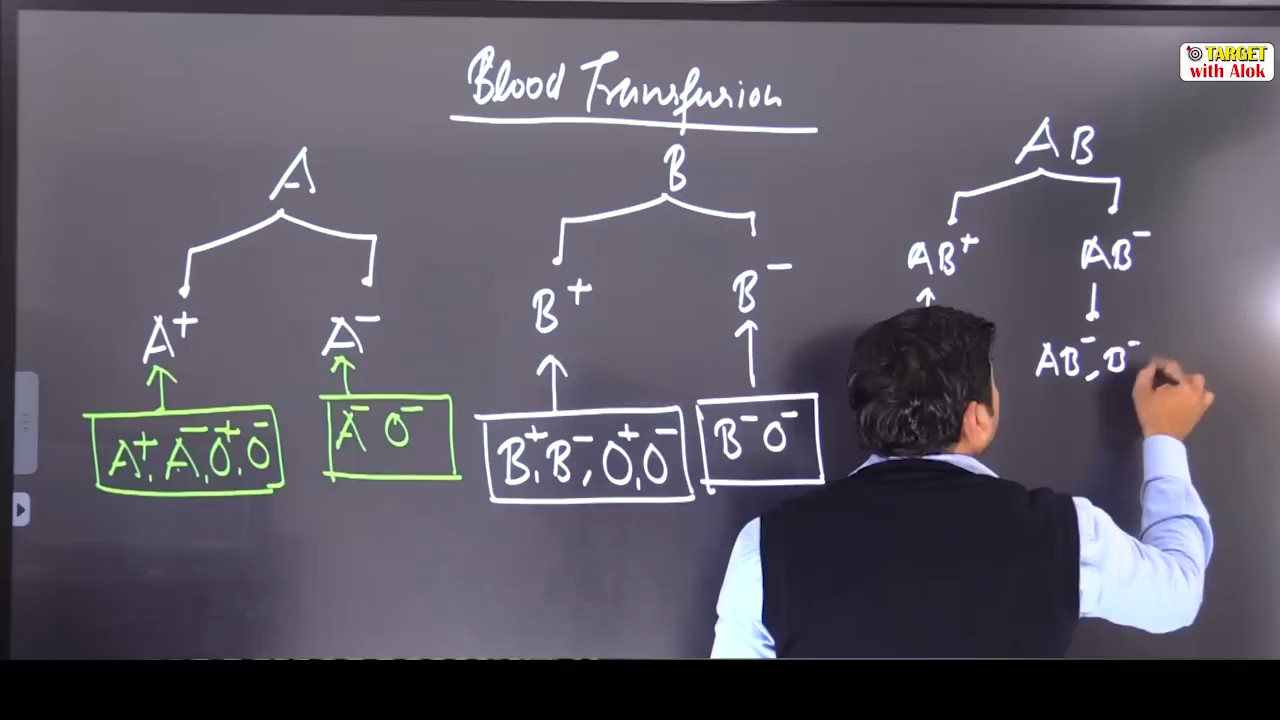 TARGET
with Alok
Blood Transfusion
A
B
AB
A⁺
A⁻
B⁺
B⁻
AB⁺
AB⁻
A⁺, A⁻, O⁺, O⁻
A⁻ O⁻
B⁺, B⁻, O⁺, O⁻
B⁻ O⁻
AB⁻, B⁻